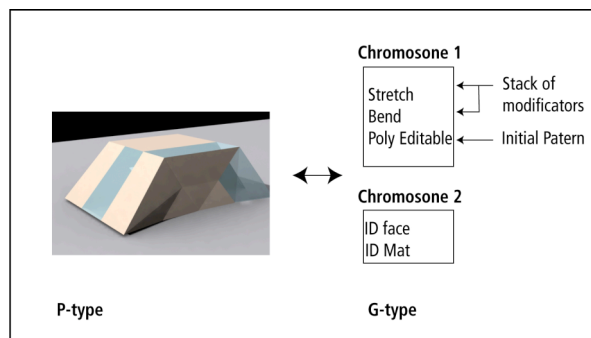 Chromosone 1
Stretch
Bend
Poly Editable
Stack of
modificators
Initial Patern
Chromosone 2
ID face
ID Mat
P-type
G-type